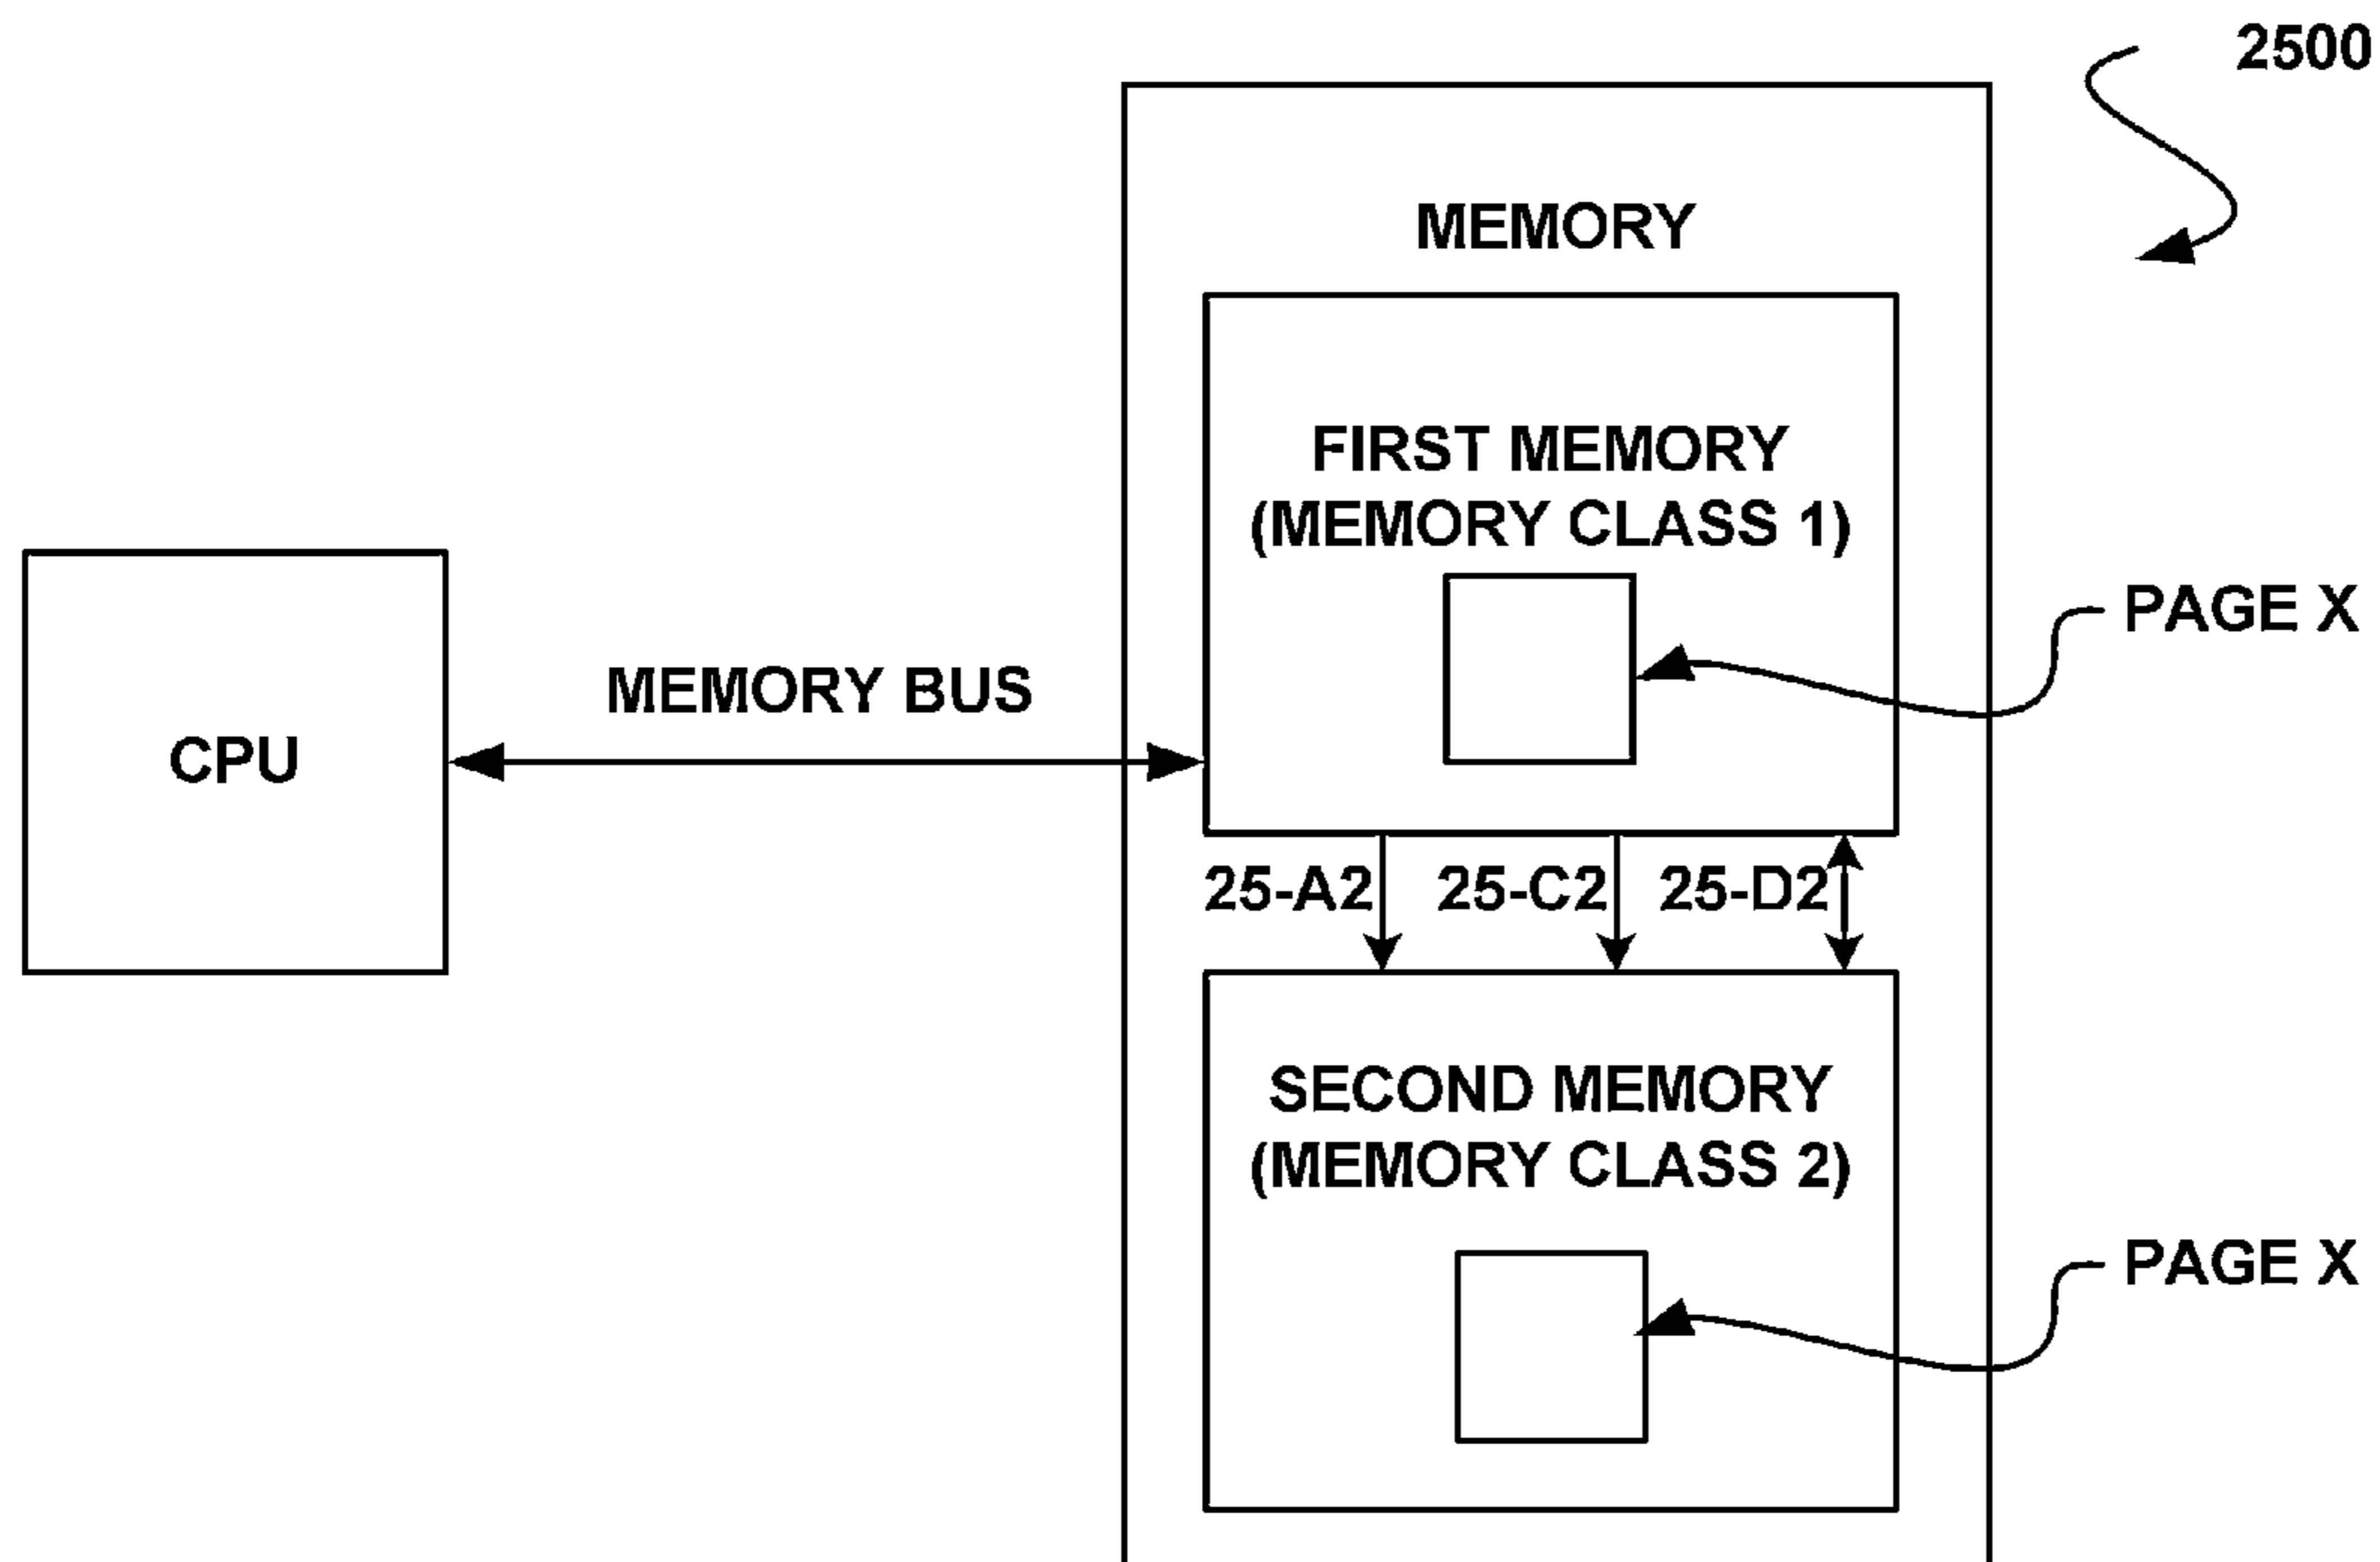 2500
MEMORY
FIRST MEMORY
(MEMORY CLASS 1)
PAGE X
MEMORY BUS
CPU
25-A2 25-C2 25-D2
SECOND MEMORY
(MEMORY CLASS 2)
PAGE X